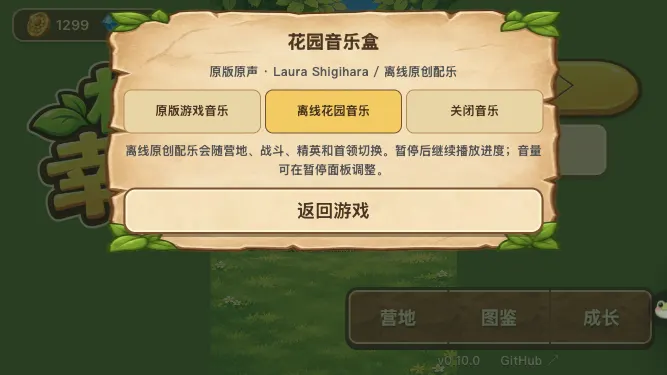 1299
花园音乐盒
原版原声 · Laura Shigihara / 离线原创配乐
原版游戏音乐
离线花园音乐
关闭音乐
离线原创配乐会随营地、战斗、精英和首领切换。暂停后继续播放进度；音量
可在暂停面板调整。
返回游戏
营地
图鉴
成长
v0.10.0
GitHub ↗